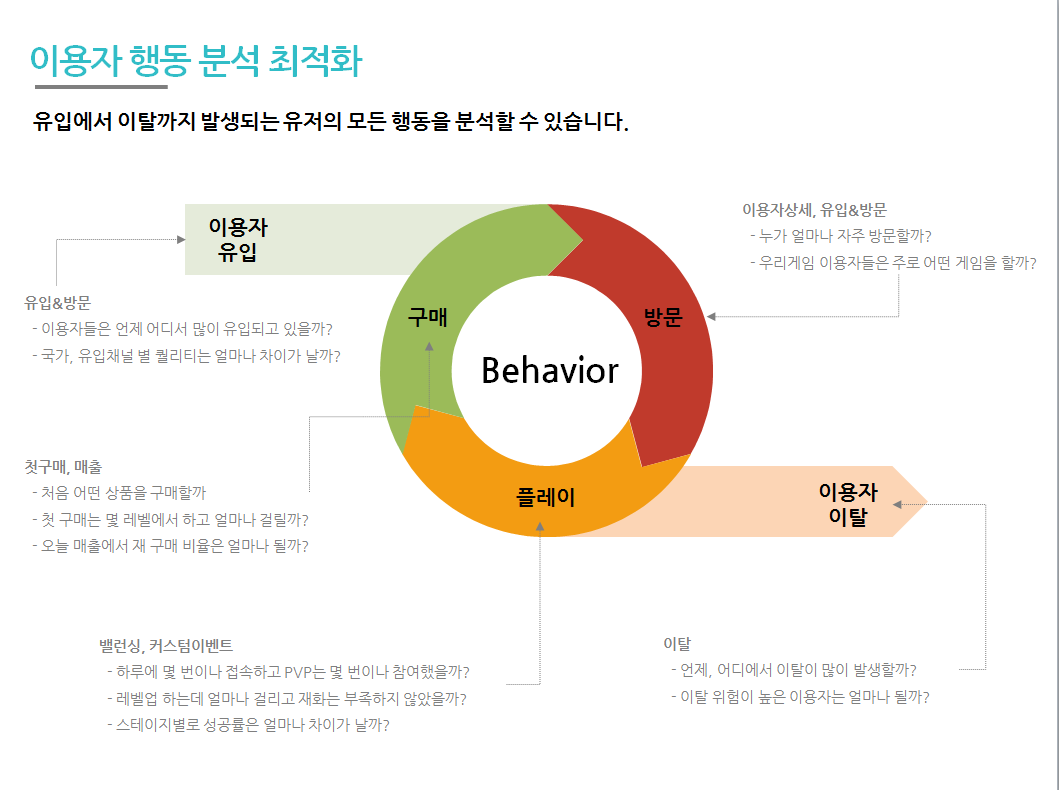 이용자 행동 분석 최적화
유입에서 이탈까지 발생되는 유저의 모든 행동을 분석할 수 있습니다.
이용자
유입
이용자상세, 유입&방문
- 누가 얼마나 자주 방문할까?
- 우리게임 이용자들은 주로 어떤 게임을 할까?
유입&방문
- 이용자들은 언제 어디서 많이 유입되고 있을까?
- 국가, 유입채널 별 퀄리티는 얼마나 차이가 날까?
구매
방문
Behavior
첫구매, 매출
- 처음 어떤 상품을 구매할까
- 첫 구매는 몇 레벨에서 하고 얼마나 걸릴까?
- 오늘 매출에서 재 구매 비율은 얼마나 될까?
플레이
이용자
이탈
밸런싱, 커스텀이벤트
- 하루에 몇 번이나 접속하고 PVP는 몇 번이나 참여했을까?
- 레벨업 하는데 얼마나 걸리고 재화는 부족하지 않았을까?
- 스테이지별로 성공률은 얼마나 차이가 날까?
이탈
- 언제, 어디에서 이탈이 많이 발생할까?
- 이탈 위험이 높은 이용자는 얼마나 될까?